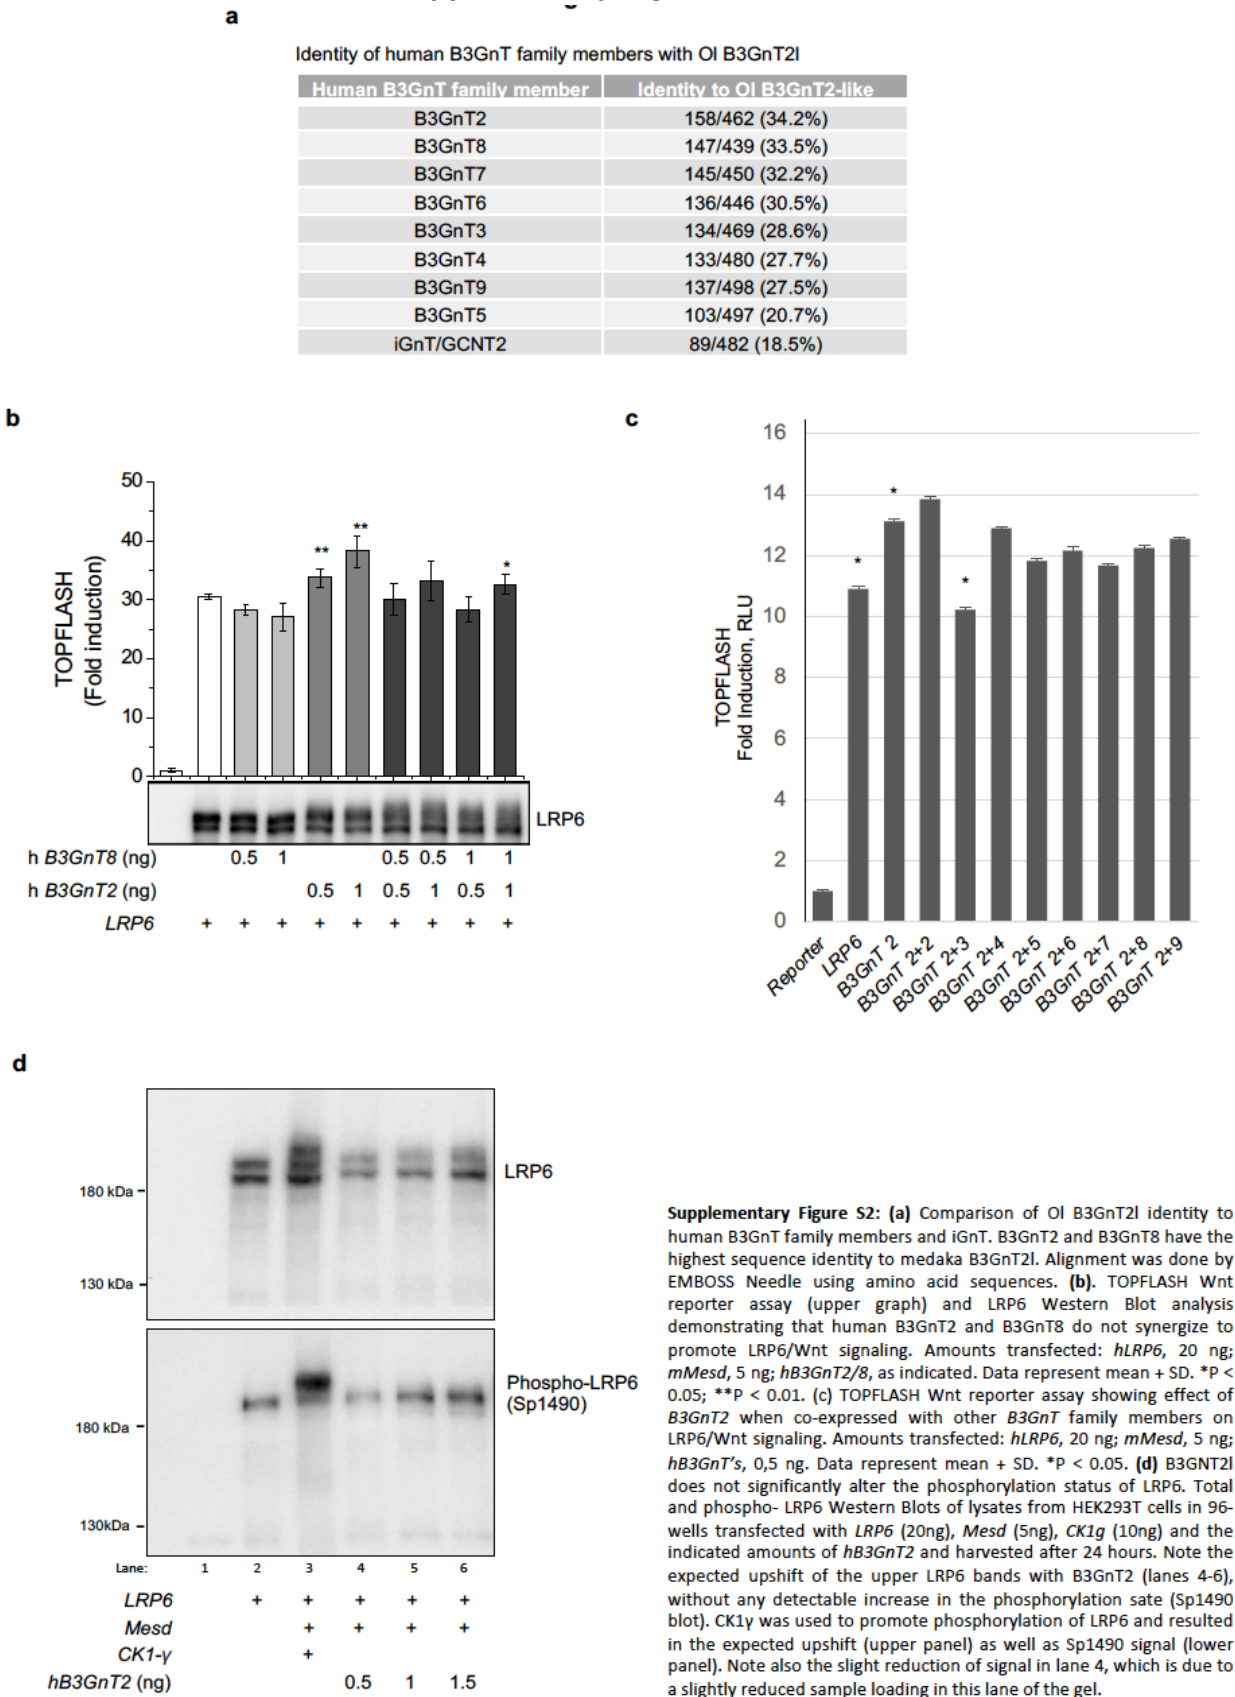 a
Identity of human B3GnT family members with Ol B3GnT2l
Human B3GnT family member Identity to Ol B3GnT2-like
B3GnT2 158/462 (34.2%)
B3GnT8 147/439 (33.5%)
B3GnT7 145/450 (32.2%)
B3GnT6 136/446 (30.5%)
B3GnT3 134/469 (28.6%)
B3GnT4 133/480 (27.7%)
B3GnT9 137/498 (27.5%)
B3GnT5 103/497 (20.7%)
iGnT/GCNT2 89/482 (18.5%)
b
TOPFLASH
(Fold induction)
50
40
30
20
10
0
** ** *
LRP6
h B3GnT8 (ng) 0.5 1 0.5 0.5 1 1
h B3GnT2 (ng) 0.5 1 0.5 1 0.5 1
LRP6 + + + + + + + + +
c
TOPFLASH
Fold Induction, RLU
16
14
12
10
8
6
4
2
0
* * *
Reporter
LRP6
B3GnT 2
B3GnT 2+2
B3GnT 2+3
B3GnT 2+4
B3GnT 2+5
B3GnT 2+6
B3GnT 2+7
B3GnT 2+8
B3GnT 2+9
d
180 kDa
130 kDa
LRP6
180 kDa
130kDa
Phospho-LRP6
(Sp1490)
Lane: 1 2 3 4 5 6
LRP6 + + + + +
Mesd + + + +
CK1-γ +
hB3GnT2 (ng) 0.5 1 1.5
Supplementary Figure S2: (a) Comparison of Ol B3GnT2l identity to
human B3GnT family members and iGnT. B3GnT2 and B3GnT8 have the
highest sequence identity to medaka B3GnT2l. Alignment was done by
EMBOSS Needle using amino acid sequences. (b). TOPFLASH Wnt
reporter assay (upper graph) and LRP6 Western Blot analysis
demonstrating that human B3GnT2 and B3GnT8 do not synergize to
promote LRP6/Wnt signaling. Amounts transfected: hLRP6, 20 ng;
mMesd, 5 ng; hB3GnT2/8, as indicated. Data represent mean + SD. *P <
0.05; **P < 0.01. (c) TOPFLASH Wnt reporter assay showing effect of
B3GnT2 when co-expressed with other B3GnT family members on
LRP6/Wnt signaling. Amounts transfected: hLRP6, 20 ng; mMesd, 5 ng;
hB3GnT's, 0,5 ng. Data represent mean + SD. *P < 0.05. (d) B3GNT2l
does not significantly alter the phosphorylation status of LRP6. Total
and phospho- LRP6 Western Blots of lysates from HEK293T cells in 96-
wells transfected with LRP6 (20ng), Mesd (5ng), CK1g (10ng) and the
indicated amounts of hB3GnT2 and harvested after 24 hours. Note the
expected upshift of the upper LRP6 bands with B3GnT2 (lanes 4-6),
without any detectable increase in the phosphorylation sate (Sp1490
blot). CK1γ was used to promote phosphorylation of LRP6 and resulted
in the expected upshift (upper panel) as well as Sp1490 signal (lower
panel). Note also the slight reduction of signal in lane 4, which is due to
a slightly reduced sample loading in this lane of the gel.